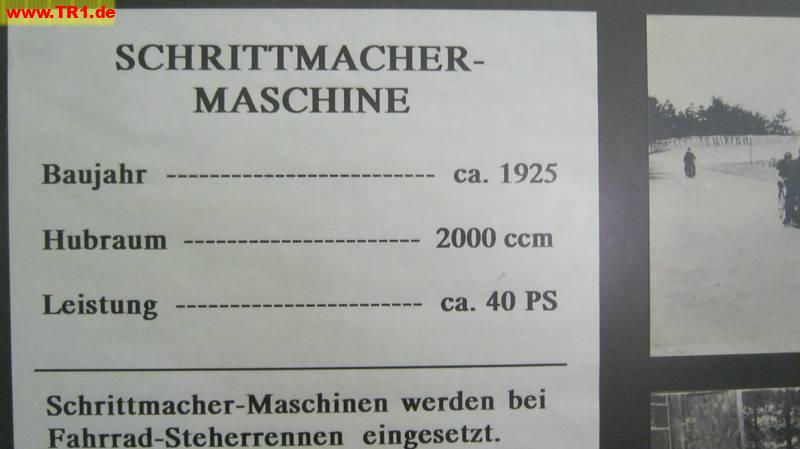 www.TR1.de
SCHRITTMACHER-
MASCHINE
Baujahr -------------------------- ca. 1925
Hubraum ----------------------- 2000 ccm
Leistung ------------------------ ca. 40 PS
Schrittmacher-Maschinen werden bei
Fahrrad-Steherrennen eingesetzt.